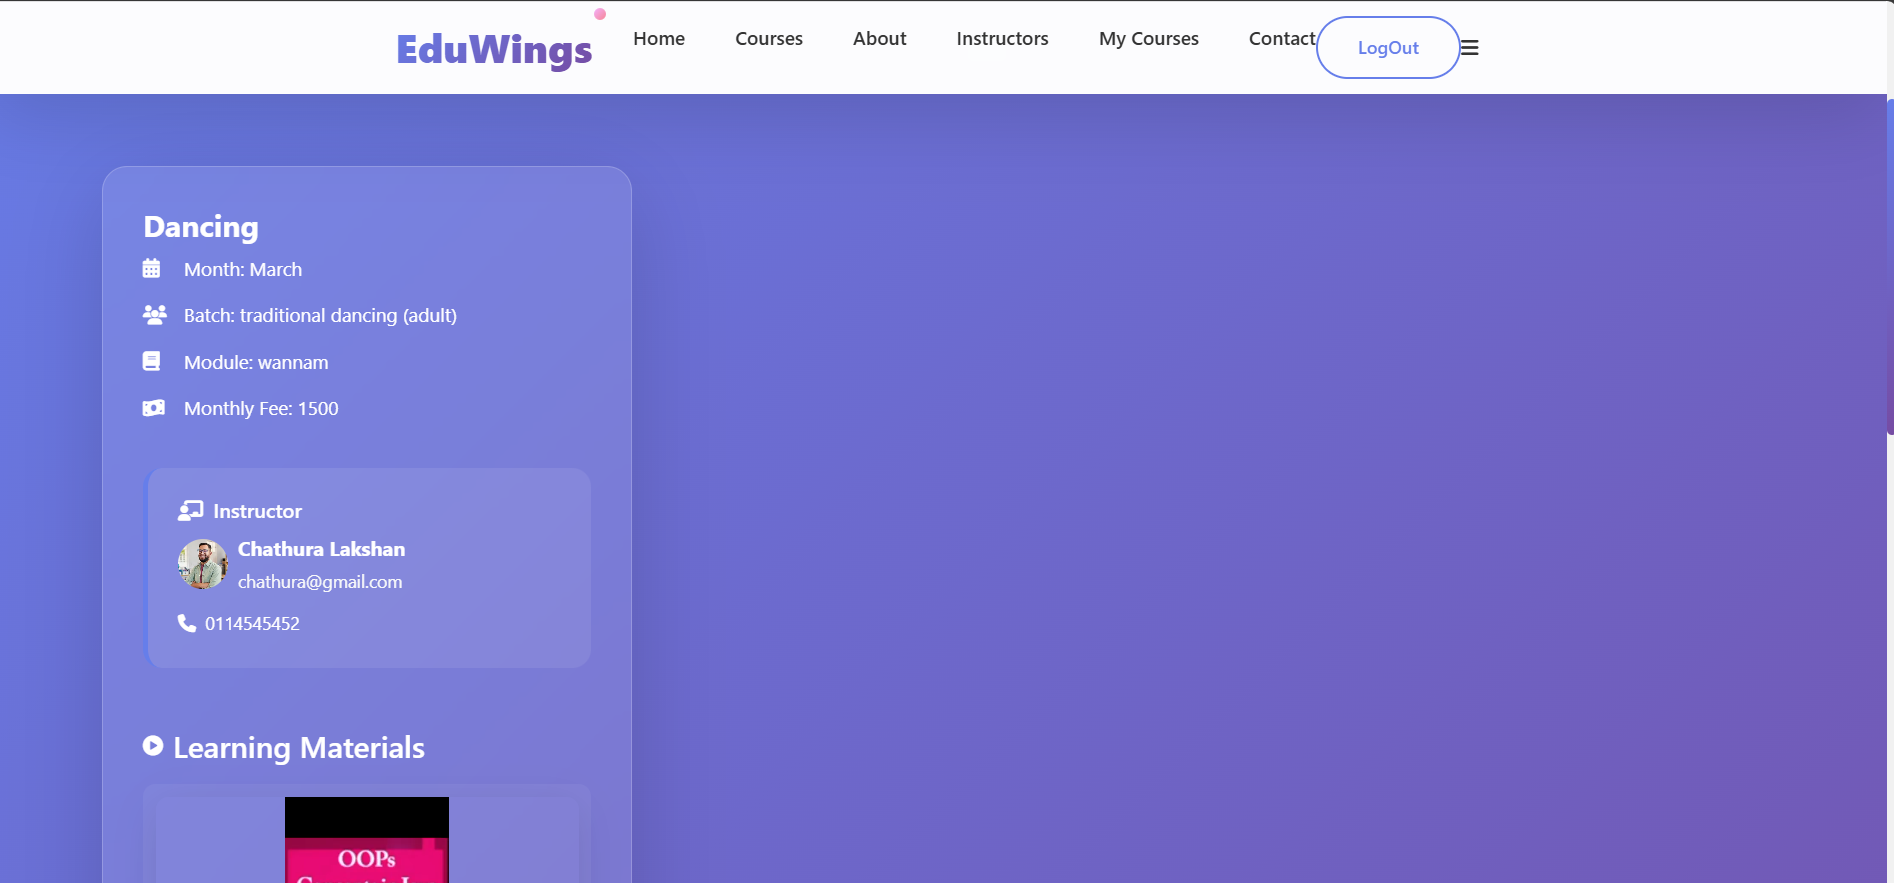 EduWings
Home Courses About Instructors My Courses Contact LogOut
Dancing
Month: March
Batch: traditional dancing (adult)
Module: wannam
Monthly Fee: 1500
Instructor
Chathura Lakshan
chathura@gmail.com
0114545452
Learning Materials
OOPs